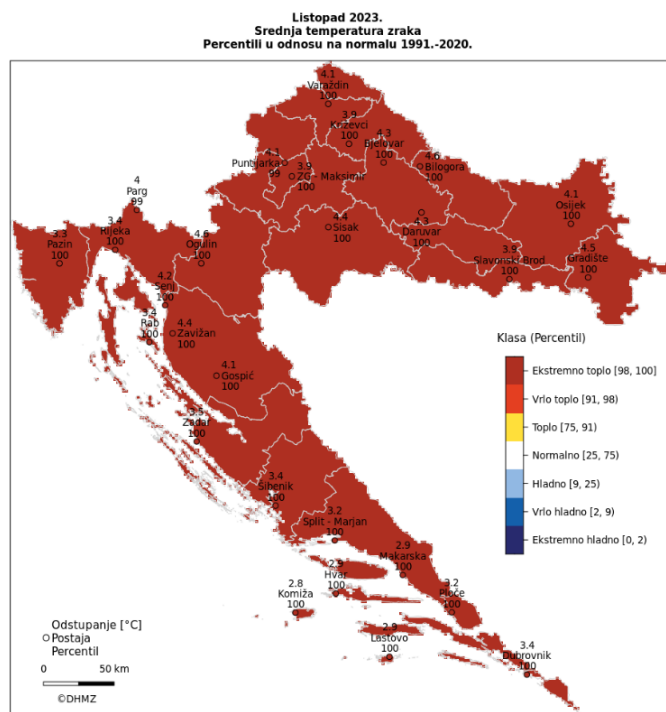 Listopad 2023.
Srednja temperatura zraka
Percentili u odnosu na normalu 1991.-2020.
4.1
Varaždin
100
3.9
Križevci
100
4.3
Bjelovar
100
4.6
Bilogora
100
4.1
Puntijarka
99
3.9
ZG - Maksimir
100
4
Parg
99
3.4
Rijeka
100
3.3
Pazin
100
4.6
Ogulin
100
4.4
Sisak
100
4.3
Daruvar
100
4.1
Osijek
100
3.9
Slavonski Brod
100
4.5
Gradište
100
4.2
Senj
100
3.4
Rab
100
4.4
Zavižan
100
4.1
Gospić
100
3.5
Zadar
100
3.4
Šibenik
100
3.2
Split - Marjan
100
2.9
Makarska
100
2.9
Hvar
100
2.8
Komiža
100
3.2
Ploče
100
2.9
Lastovo
100
3.4
Dubrovnik
100
Klasa (Percentil)
Ekstremno toplo [98, 100]
Vrlo toplo [91, 98]
Toplo [75, 91]
Normalno [25, 75]
Hladno [9, 25]
Vrlo hladno [2, 9]
Ekstremno hladno [0, 2]
Odstupanje [°C]
Postaja
Percentil
0 50 km
©DHMZ